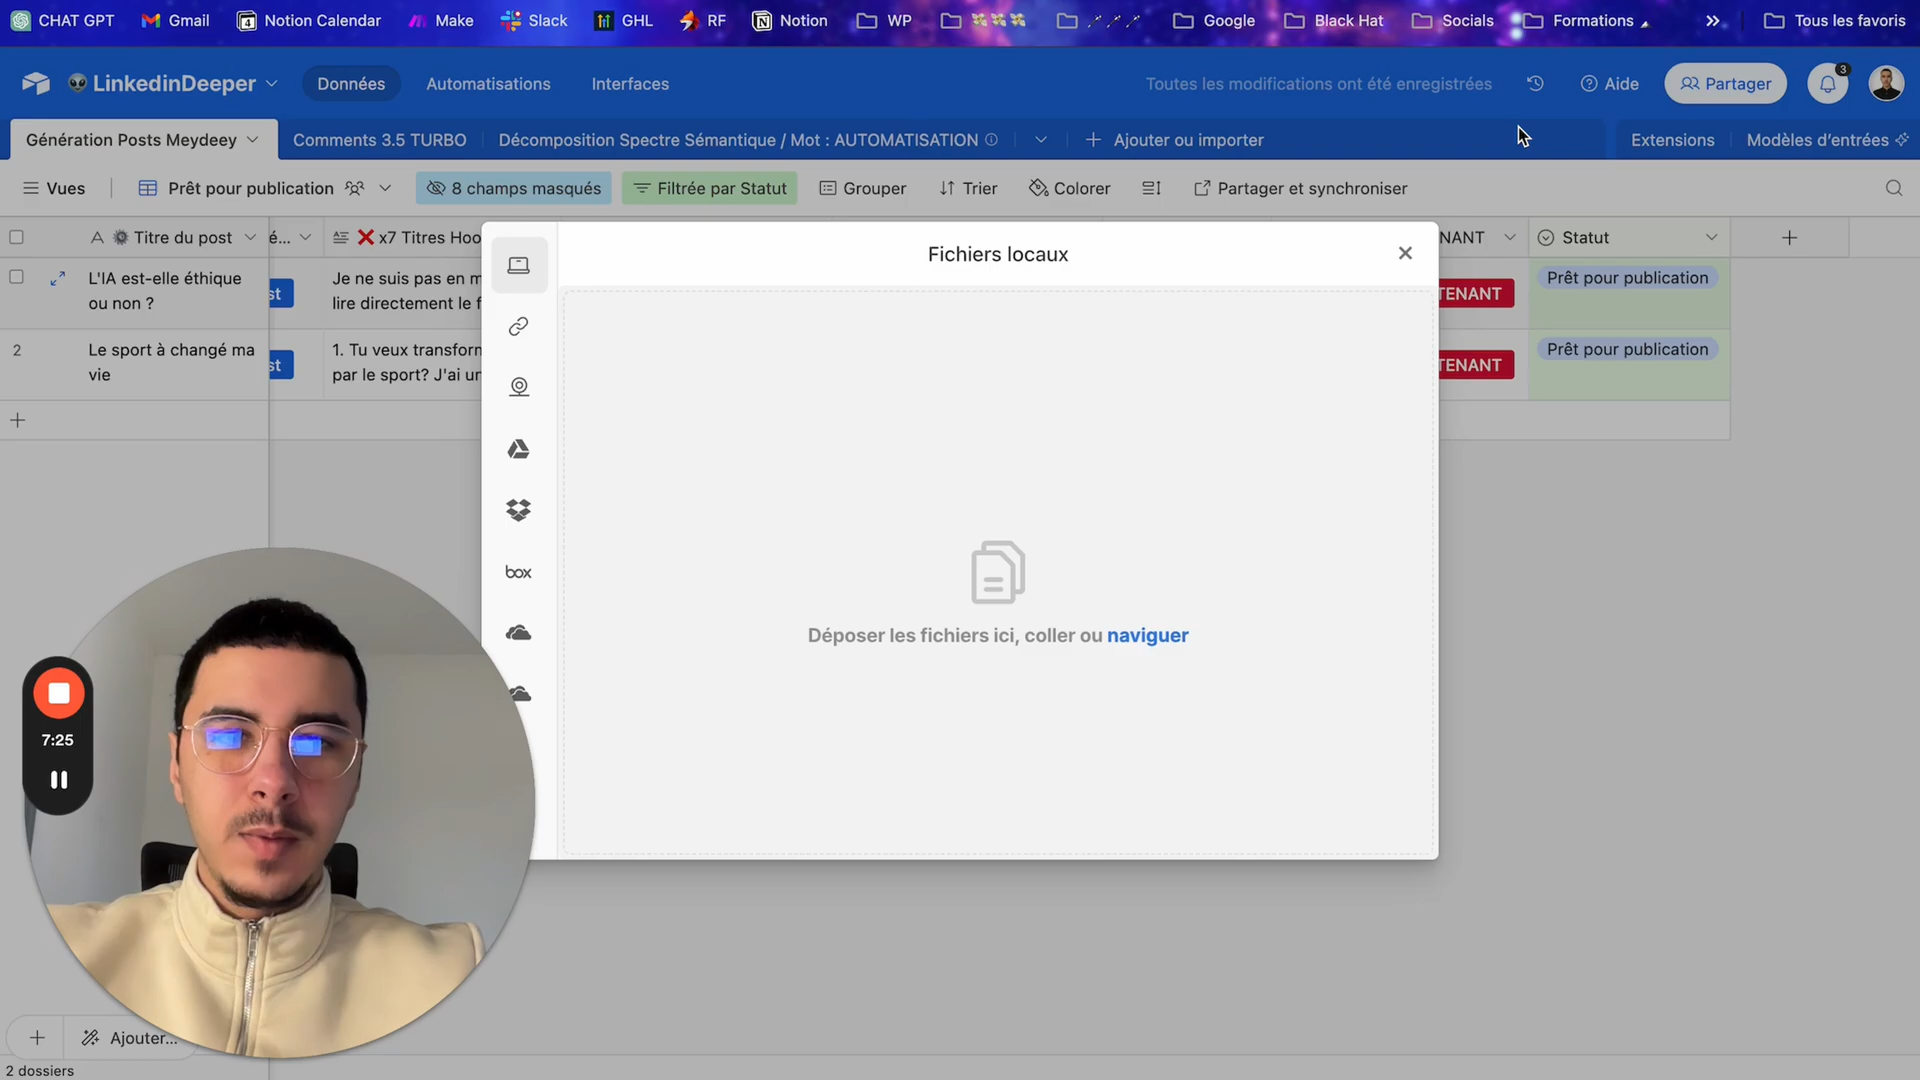 CHAT GPT
Gmail
4 Notion Calendar
Make
Slack
GHL
RF
Notion
WP
Google
Black Hat
Socials
Formations
Tous les favoris
LinkedinDeeper
Données
Automatisations
Interfaces
Toutes les modifications ont été enregistrées
Aide
Partager
3
Génération Posts Meydeey
Comments 3.5 TURBO
Décomposition Spectre Sémantique / Mot : AUTOMATISATION
Ajouter ou importer
Extensions
Modèles d'entrées
Vues
Prêt pour publication
8 champs masqués
Filtrée par Statut
Grouper
Trier
Colorer
Partager et synchroniser
A Titre du post
é...
x7 Titres Hoo
NANT
Statut
Fichiers locaux
L'IA est-elle éthique
ou non ?
st
Je ne suis pas en m
lire directement le f
TENANT
Prêt pour publication
2
Le sport à changé ma
vie
st
1. Tu veux transform
par le sport? J'ai un
TENANT
Prêt pour publication
box
Déposer les fichiers ici, coller ou naviguer
7:25
Ajouter...
2 dossiers